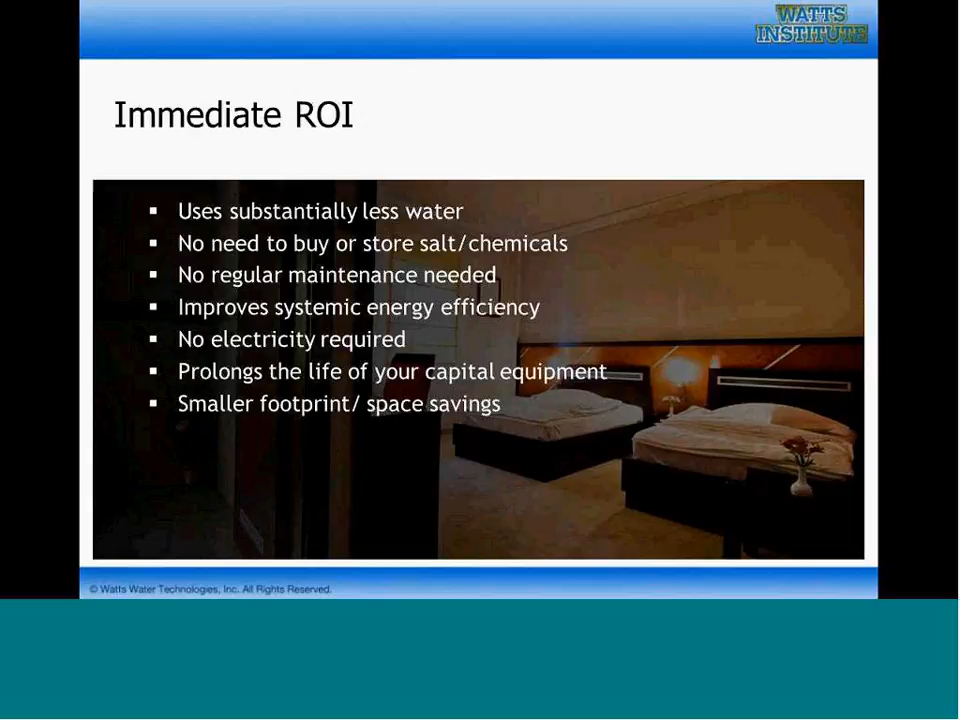 WATTS
INSTITUTE
Immediate ROI
▪ Uses substantially less water
▪ No need to buy or store salt/chemicals
▪ No regular maintenance needed
▪ Improves systemic energy efficiency
▪ No electricity required
▪ Prolongs the life of your capital equipment
▪ Smaller footprint/ space savings
© Watts Water Technologies, Inc. All Rights Reserved.